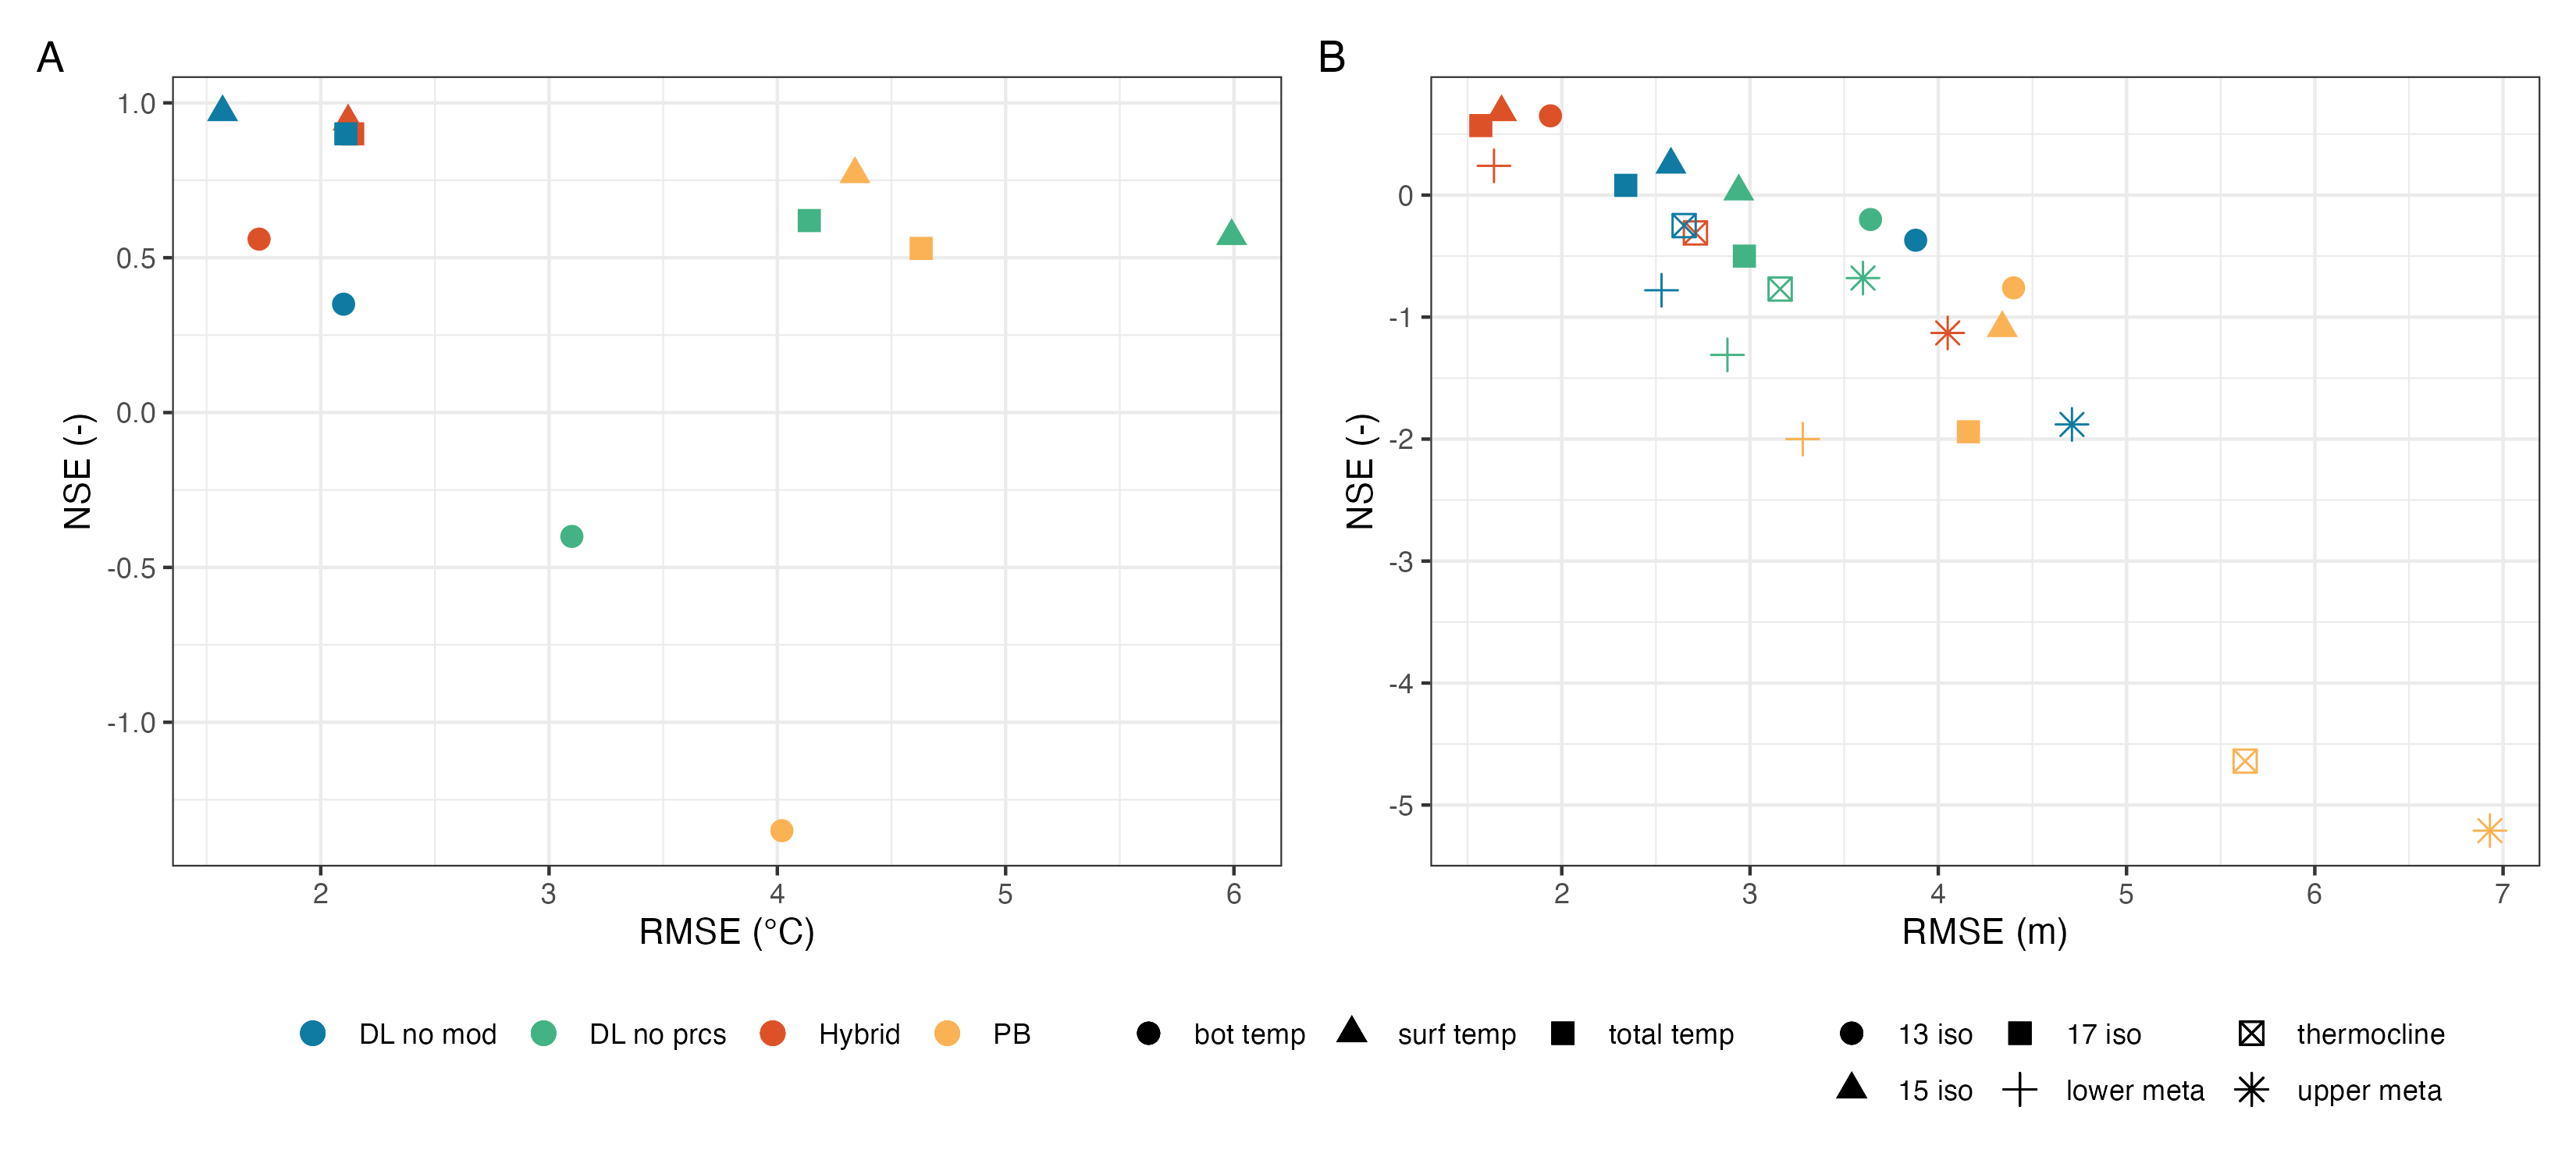 A
B
1.0
0.5
0.0
-0.5
-1.0
NSE (-)
2 3 4 5 6
RMSE (°C)
0
-1
-2
-3
-4
-5
NSE (-)
2 3 4 5 6 7
RMSE (m)
DL no mod DL no prcs Hybrid PB bot temp surf temp total temp 13 iso 17 iso thermocline
15 iso lower meta upper meta